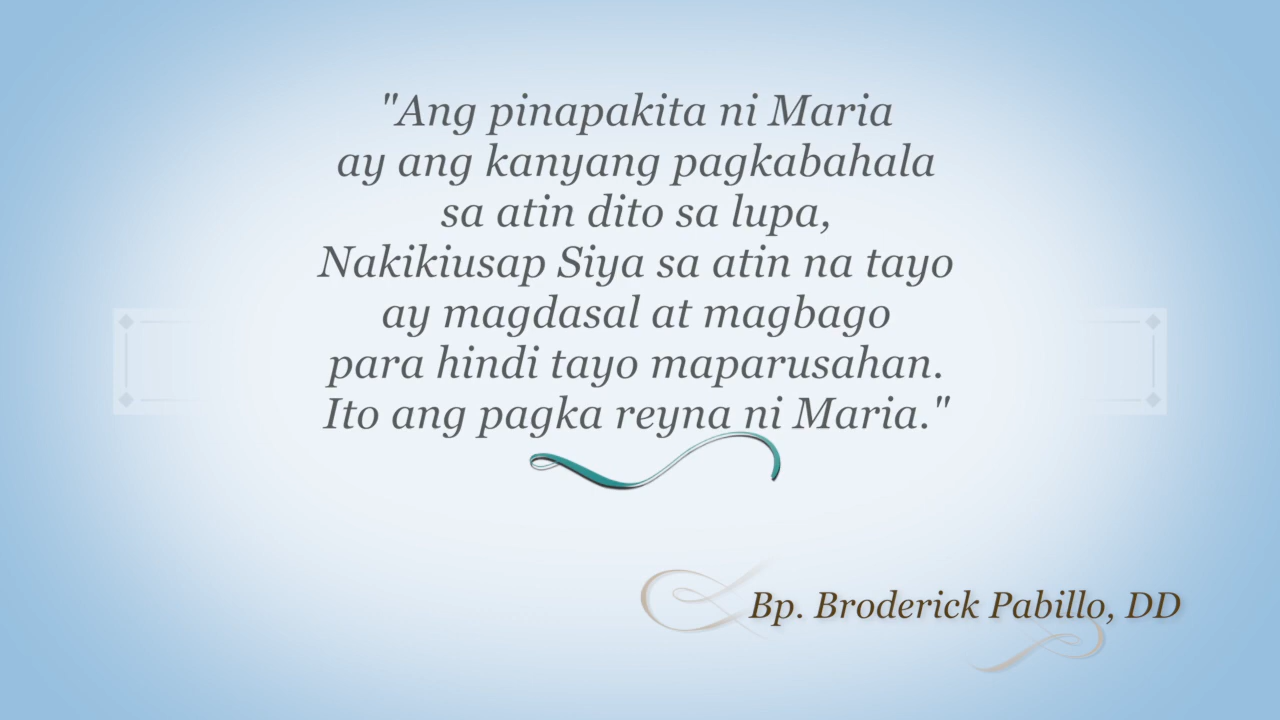 "Ang pinapakita ni Maria
ay ang kanyang pagkabahala
sa atin dito sa lupa,
Nakikiusap Siya sa atin na tayo
ay magdasal at magbago
para hindi tayo maparusahan.
Ito ang pagka reyna ni Maria."
Bp. Broderick Pabillo, DD